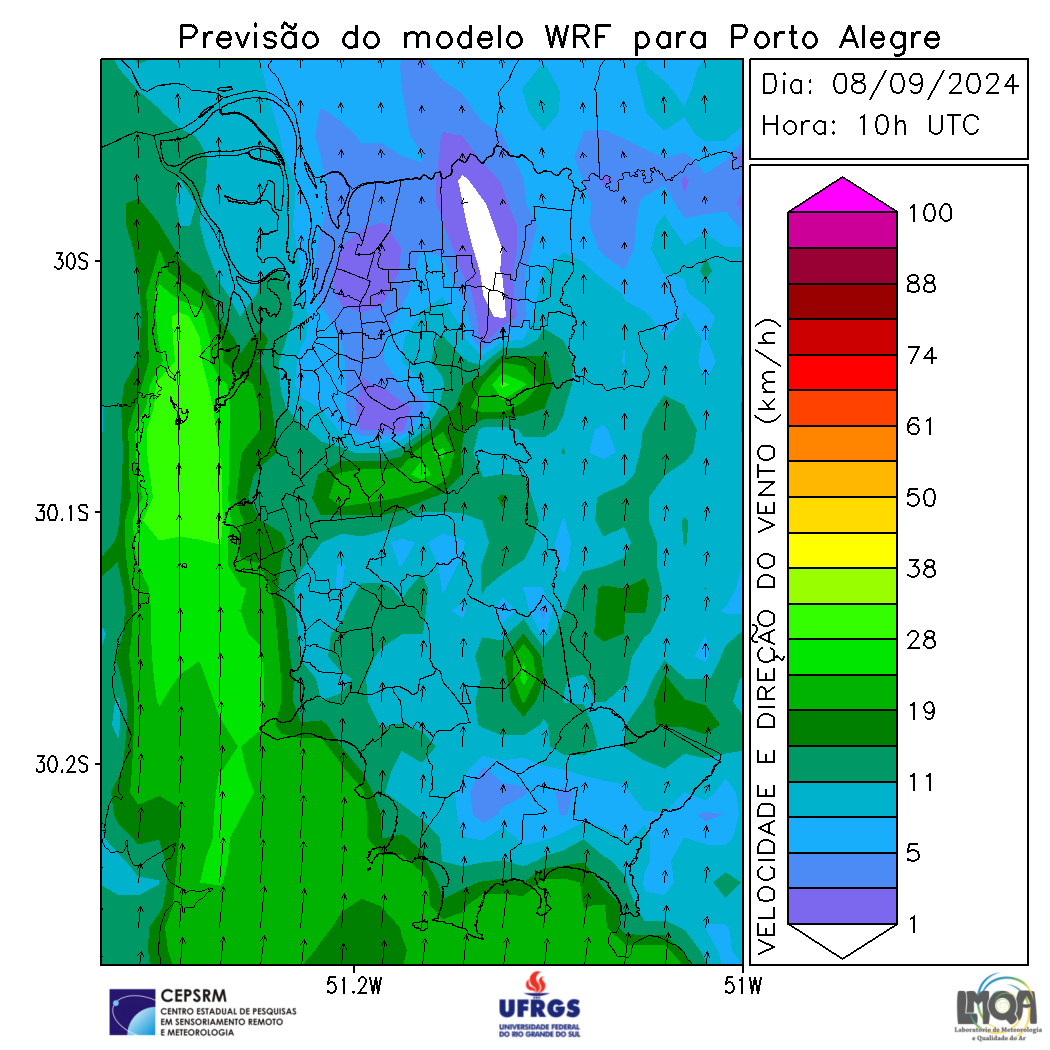 Previsão do modelo WRF para Porto Alegre
Dia: 08/09/2024
Hora: 10h UTC
30S
30.1S
30.2S
51.2W
51W
VELOCIDADE E DIREÇÃO DO VENTO (km/h)
100
88
74
61
50
38
28
19
11
5
1
CEPSRM
CENTRO ESTADUAL DE PESQUISAS
EM SENSORIAMENTO REMOTO
E METEOROLOGIA
UFRGS
UNIVERSIDADE FEDERAL
DO RIO GRANDE DO SUL
LMQA
Laboratório de Meteorologia
e Qualidade do Ar